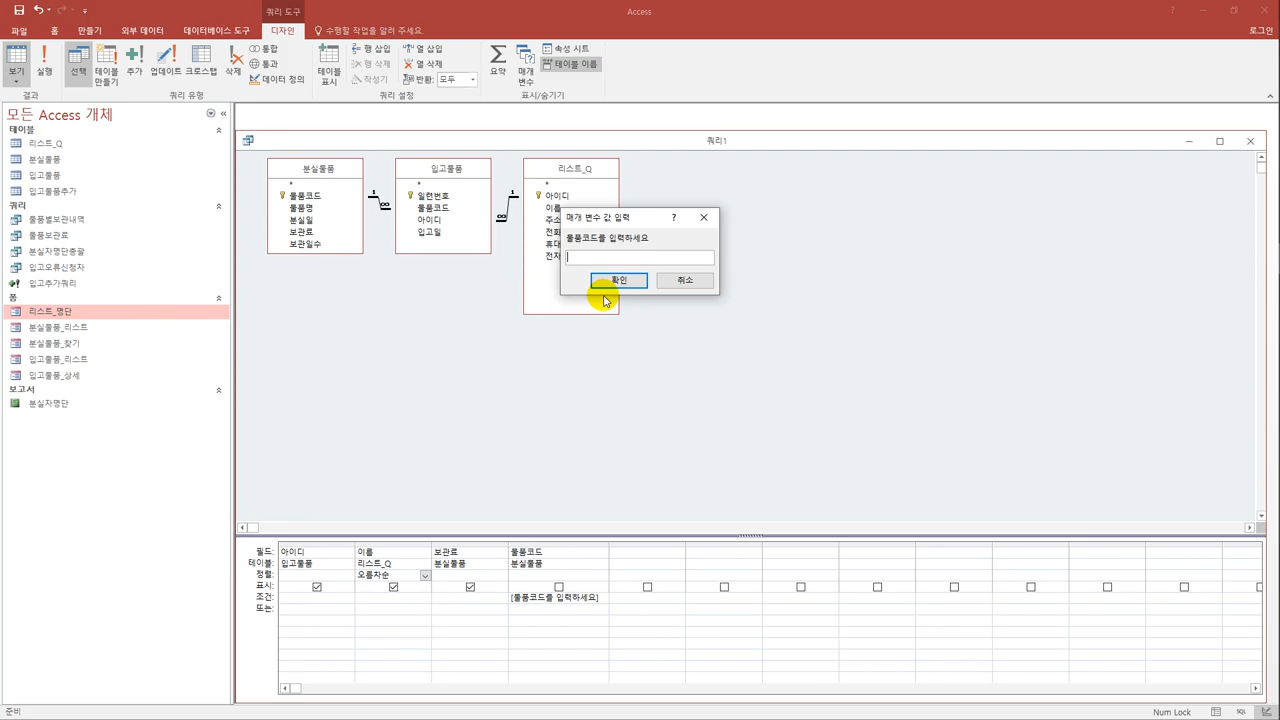 쿼리 도구
Access
파일 홈 만들기 외부 데이터 데이터베이스 도구 디자인 수행할 작업을 알려 주세요.
로그인
보기
실행
선택
테이블 만들기
추가
업데이트
크로스탭
삭제
통합
통과
데이터 정의
테이블 표시
행 삽입
행 삭제
작성기
열 삽입
열 삭제
반환: 모두
요약
매개 변수
속성 시트
테이블 이름
결과
쿼리 유형
쿼리 설정
표시/숨기기
모든 Access 개체
테이블
리스트_Q
분실물품
입고물품
입고물품추가
쿼리
물품별보관내역
물품보관료
분실자명단총괄
입고오류신청자
입고추가쿼리
폼
리스트_명단
분실물품_리스트
분실물품_찾기
입고물품_리스트
입고물품_상세
보고서
분실자명단
쿼리1
분실물품
*
물품코드
물품명
분실일
보관료
보관일수
1
∞
입고물품
*
일련번호
물품코드
아이디
입고일
1
∞
리스트_Q
*
아이디
이름
주소
전화
휴대
전자
매개 변수 값 입력
?
물품코드를 입력하세요
확인
취소
필드: 아이디 이름 보관료 물품코드
테이블: 입고물품 리스트_Q 분실물품 분실물품
정렬: 오름차순
표시:
조건: [물품코드를 입력하세요]
또는:
준비
Num Lock
SQL